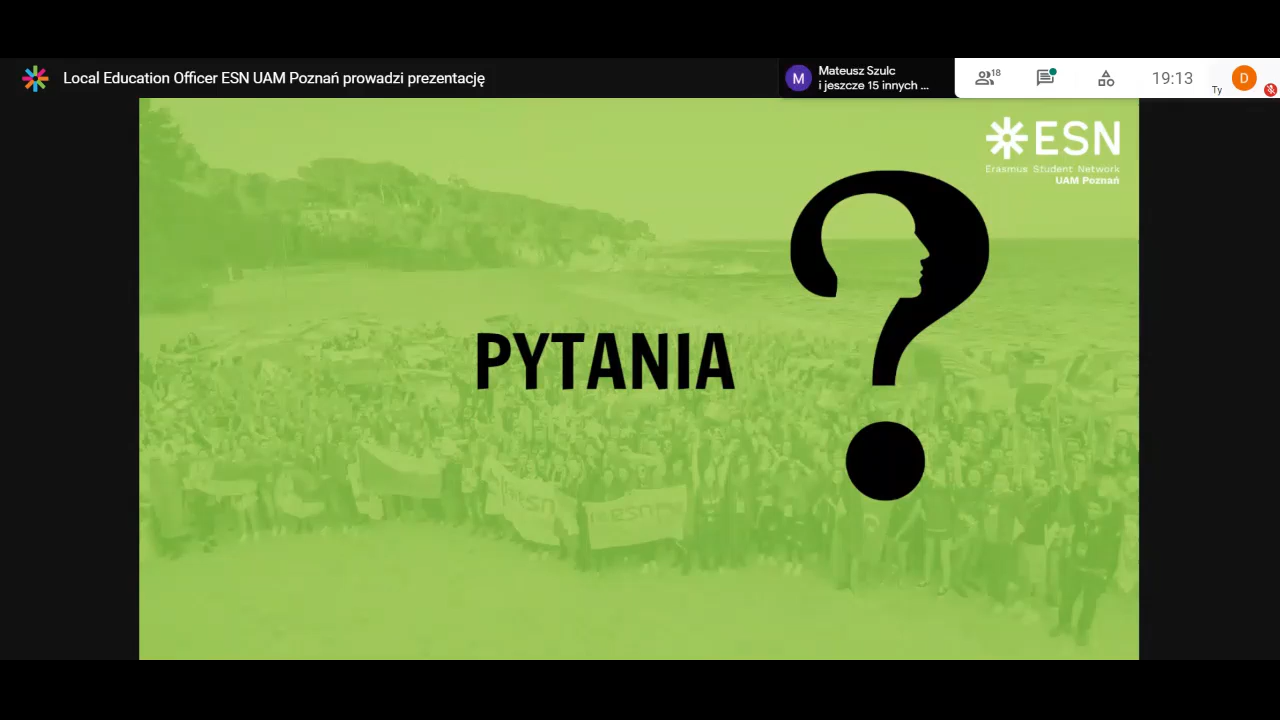 Local Education Officer ESN UAM Poznań prowadzi prezentację
M
Mateusz Szulc
i jeszcze 15 innych ...
18
19:13
Ty
D
ESN
Erasmus Student Network
UAM Poznań
PYTANIA
?
esn
esn